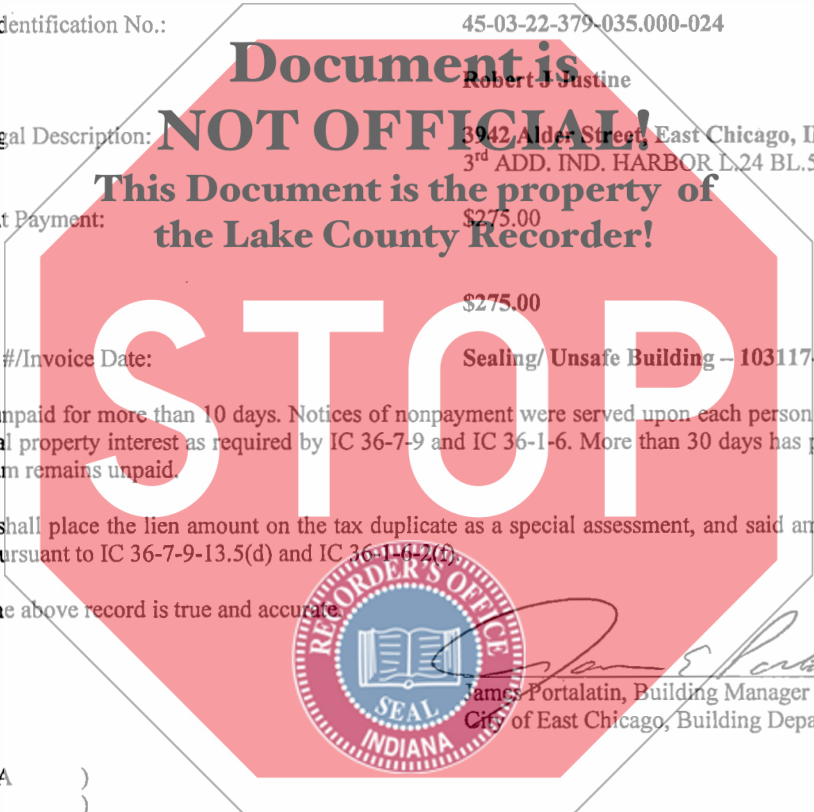 dentification No.: 45-03-22-379-035.000-024
Document is
Robert J Justine
NOT OFFICIAL!
gal Description: 3942 Alder Street, East Chicago, I
3rd ADD. IND. HARBOR L.24 BL.5
This Document is the property of
t Payment: $275.00
the Lake County Recorder!
$275.00
STOP
#/Invoice Date: Sealing/ Unsafe Building – 103117-
npaid for more than 10 days. Notices of nonpayment were served upon each person
l property interest as required by IC 36-7-9 and IC 36-1-6. More than 30 days has p
m remains unpaid.
shall place the lien amount on the tax duplicate as a special assessment, and said am
ursuant to IC 36-7-9-13.5(d) and IC 36-1-6-2(f).
e above record is true and accurate.
RECORDER'S OFFICE
SEAL
INDIANA
James E Porta
James Portalatin, Building Manager
City of East Chicago, Building Depa
A )
)